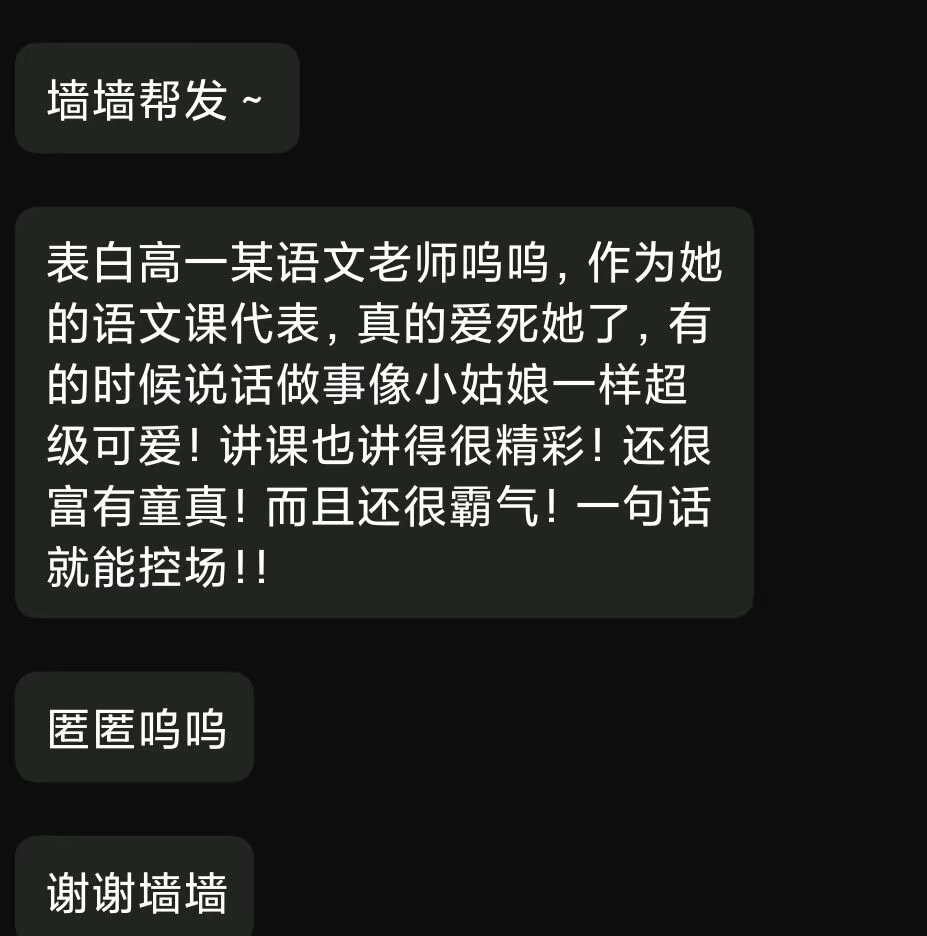 墙墙帮发~
表白高一某语文老师呜呜，作为她
的语文课代表，真的爱死她了，有
的时候说话做事像小姑娘一样超
级可爱！讲课也讲得很精彩！还很
富有童真！而且还很霸气！一句话
就能控场！！
匿匿呜呜
谢谢墙墙